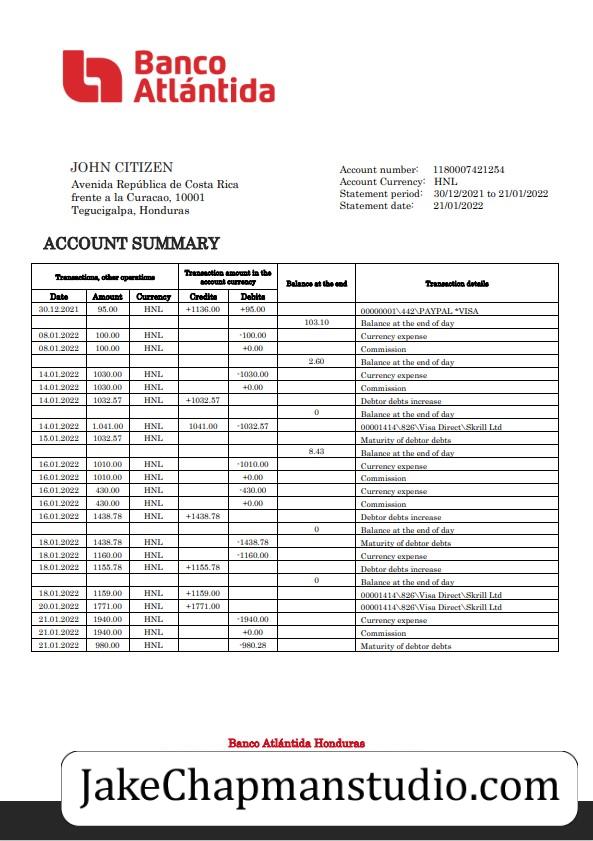 Banco
Atlántida
JOHN CITIZEN
Avenida República de Costa Rica
frente a la Curacao, 10001
Tegucigalpa, Honduras
Account number: 1180007421254
Account Currency: HNL
Statement period: 30/12/2021 to 21/01/2022
Statement date: 21/01/2022
ACCOUNT SUMMARY
Transactions, other operations Transaction amount in the account currency Balance at the end Transaction details
Date Amount Currency Credits Debits
30.12.2021 95.00 HNL +1136.00 +95.00 00000001\442\PAYPAL *VISA
103.10 Balance at the end of day
08.01.2022 100.00 HNL -100.00 Currency expense
08.01.2022 100.00 HNL +0.00 Commission
2.60 Balance at the end of day
14.01.2022 1030.00 HNL -1030.00 Currency expense
14.01.2022 1030.00 HNL +0.00 Commission
14.01.2022 1032.57 HNL +1032.57 Debtor debts increase
0 Balance at the end of day
14.01.2022 1.041.00 HNL 1041.00 -1032.57 00001414\826\Visa Direct\Skrill Ltd
15.01.2022 1032.57 HNL Maturity of debtor debts
8.43 Balance at the end of day
16.01.2022 1010.00 HNL -1010.00 Currency expense
16.01.2022 1010.00 HNL +0.00 Commission
16.01.2022 430.00 HNL -430.00 Currency expense
16.01.2022 430.00 HNL +0.00 Commission
16.01.2022 1438.78 HNL +1438.78 Debtor debts increase
0 Balance at the end of day
18.01.2022 1438.78 HNL -1438.78 Maturity of debtor debts
18.01.2022 1160.00 HNL -1160.00 Currency expense
18.01.2022 1155.78 HNL +1155.78 Debtor debts increase
0 Balance at the end of day
18.01.2022 1159.00 HNL +1159.00 00001414\826\Visa Direct\Skrill Ltd
20.01.2022 1771.00 HNL +1771.00 00001414\826\Visa Direct\Skrill Ltd
21.01.2022 1940.00 HNL -1940.00 Currency expense
21.01.2022 1940.00 HNL +0.00 Commission
21.01.2022 980.00 HNL -980.28 Maturity of debtor debts
Banco Atlántida Honduras
JakeChapmanstudio.com